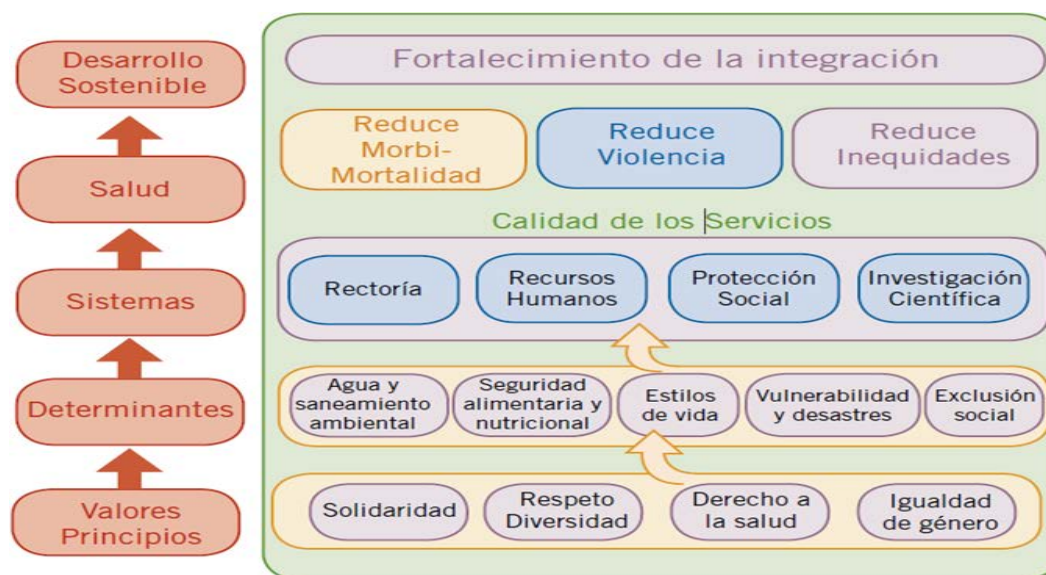 Desarrollo
Sostenible
Salud
Sistemas
Determinantes
Valores
Principios
Fortalecimiento de la integración
Reduce
Morbi-
Mortalidad
Reduce
Violencia
Reduce
Inequidades
Calidad de los Servicios
Rectoría
Recursos
Humanos
Protección
Social
Investigación
Científica
Agua y
saneamiento
ambiental
Seguridad
alimentaria y
nutricional
Estilos
de vida
Vulnerabilidad
y desastres
Exclusión
social
Solidaridad
Respeto
Diversidad
Derecho a
la salud
Igualdad
de género